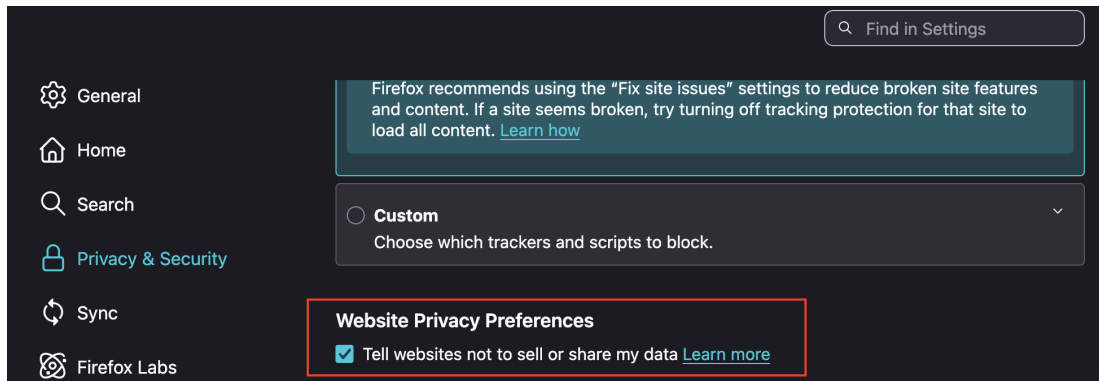 Find in Settings
General
Home
Search
Privacy & Security
Sync
Firefox Labs
Firefox recommends using the “Fix site issues” settings to reduce broken site features
and content. If a site seems broken, try turning off tracking protection for that site to
load all content. Learn how
Custom
Choose which trackers and scripts to block.
Website Privacy Preferences
Tell websites not to sell or share my data Learn more